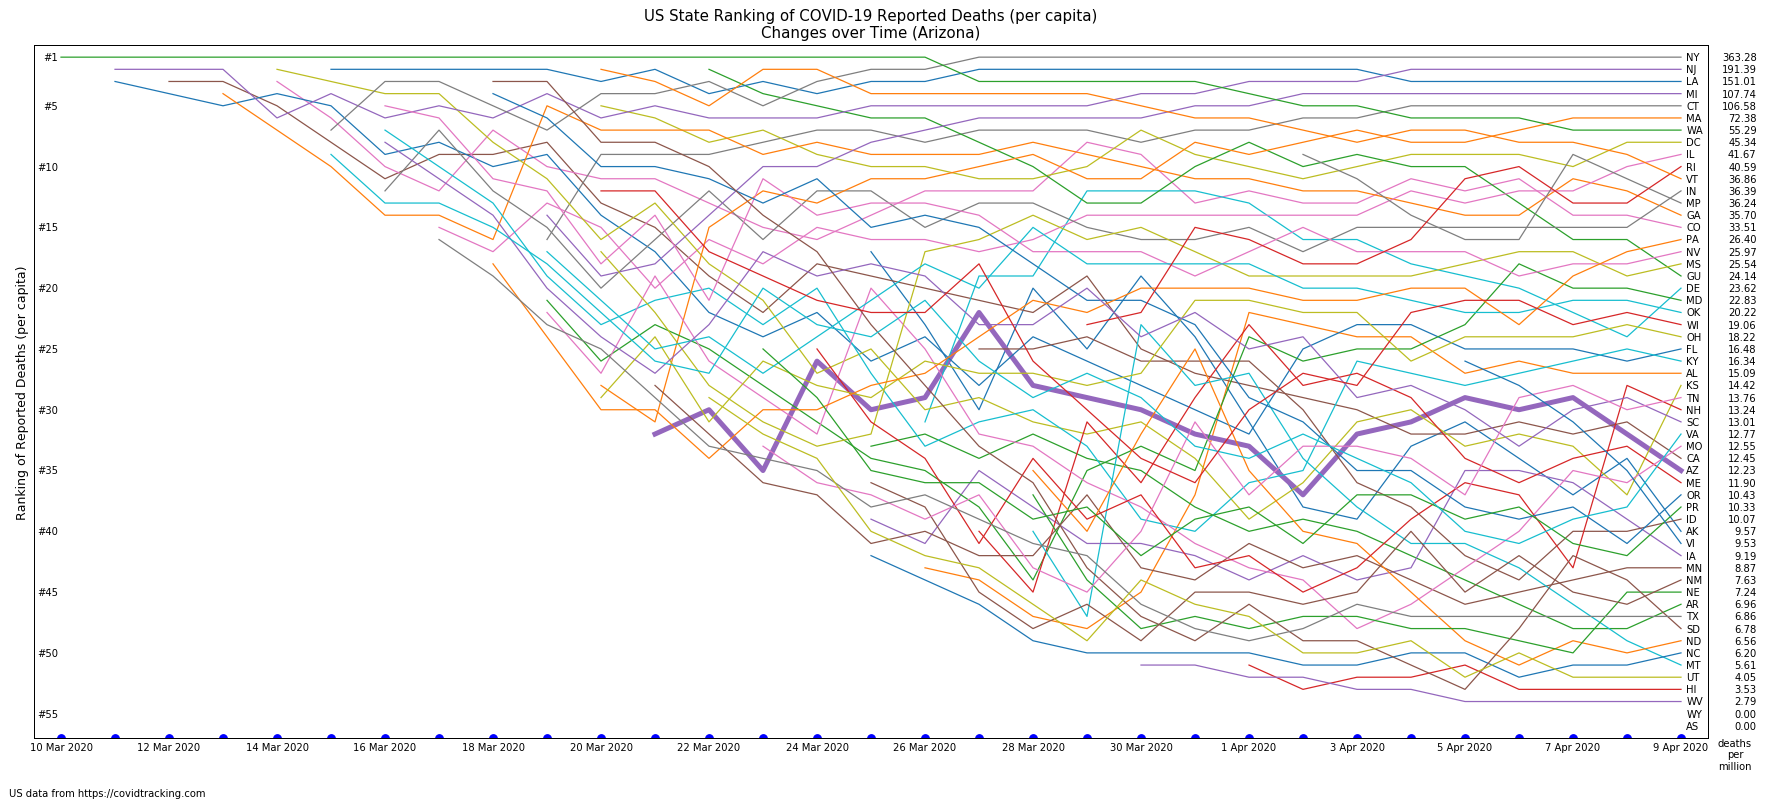 US State Ranking of COVID-19 Reported Deaths (per capita)
Changes over Time (Arizona)
Ranking of Reported Deaths (per capita)
#1
#5
#10
#15
#20
#25
#30
#35
#40
#45
#50
#55
NY 363.28
NJ 191.39
LA 151.01
MI 107.74
CT 106.58
MA 72.38
WA 55.29
DC 45.34
IL 41.67
RI 40.59
VT 36.86
IN 36.39
MP 36.24
GA 35.70
CO 33.51
PA 26.40
NV 25.97
MS 25.54
GU 24.14
DE 23.62
MD 22.83
OK 20.22
WI 19.06
OH 18.22
FL 16.48
KY 16.34
AL 15.09
KS 14.42
TN 13.76
NH 13.24
SC 13.01
VA 12.77
MO 12.55
CA 12.45
AZ 12.23
ME 11.90
OR 10.43
PR 10.33
ID 10.07
AK 9.57
VI 9.53
IA 9.19
MN 8.87
NM 7.63
NE 7.24
AR 6.96
TX 6.86
SD 6.78
ND 6.56
NC 6.20
MT 5.61
UT 4.05
HI 3.53
WV 2.79
WY 0.00
AS 0.00
10 Mar 2020 12 Mar 2020 14 Mar 2020 16 Mar 2020 18 Mar 2020 20 Mar 2020 22 Mar 2020 24 Mar 2020 26 Mar 2020 28 Mar 2020 30 Mar 2020 1 Apr 2020 3 Apr 2020 5 Apr 2020 7 Apr 2020 9 Apr 2020
deaths
per
million
US data from https://covidtracking.com